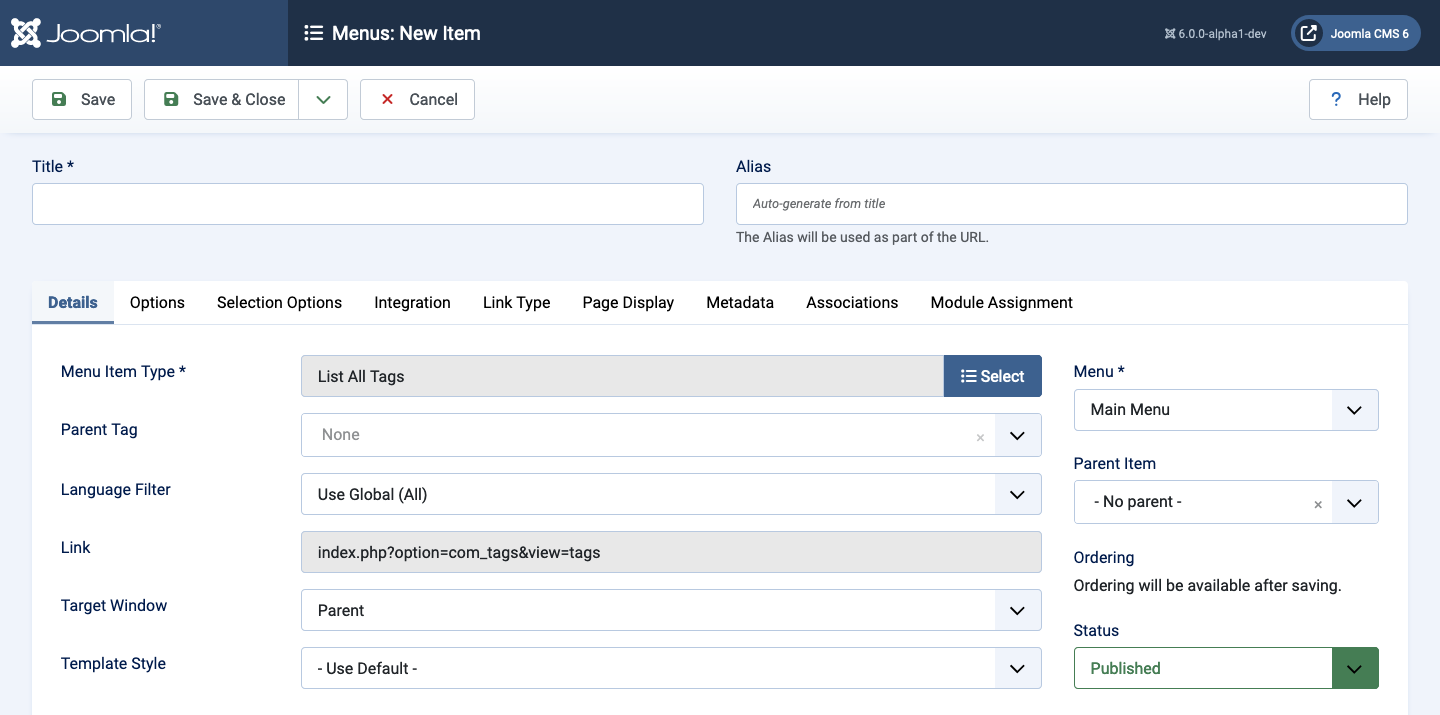 Joomla!®
Menus: New Item
6.0.0-alpha1-dev
Joomla CMS 6
Save
Save & Close
Cancel
? Help
Title *
Alias
Auto-generate from title
The Alias will be used as part of the URL.
Details Options Selection Options Integration Link Type Page Display Metadata Associations Module Assignment
Menu Item Type *
List All Tags
Select
Parent Tag
None
×
Language Filter
Use Global (All)
Link
index.php?option=com_tags&view=tags
Target Window
Parent
Template Style
- Use Default -
Menu *
Main Menu
Parent Item
- No parent -
×
Ordering
Ordering will be available after saving.
Status
Published